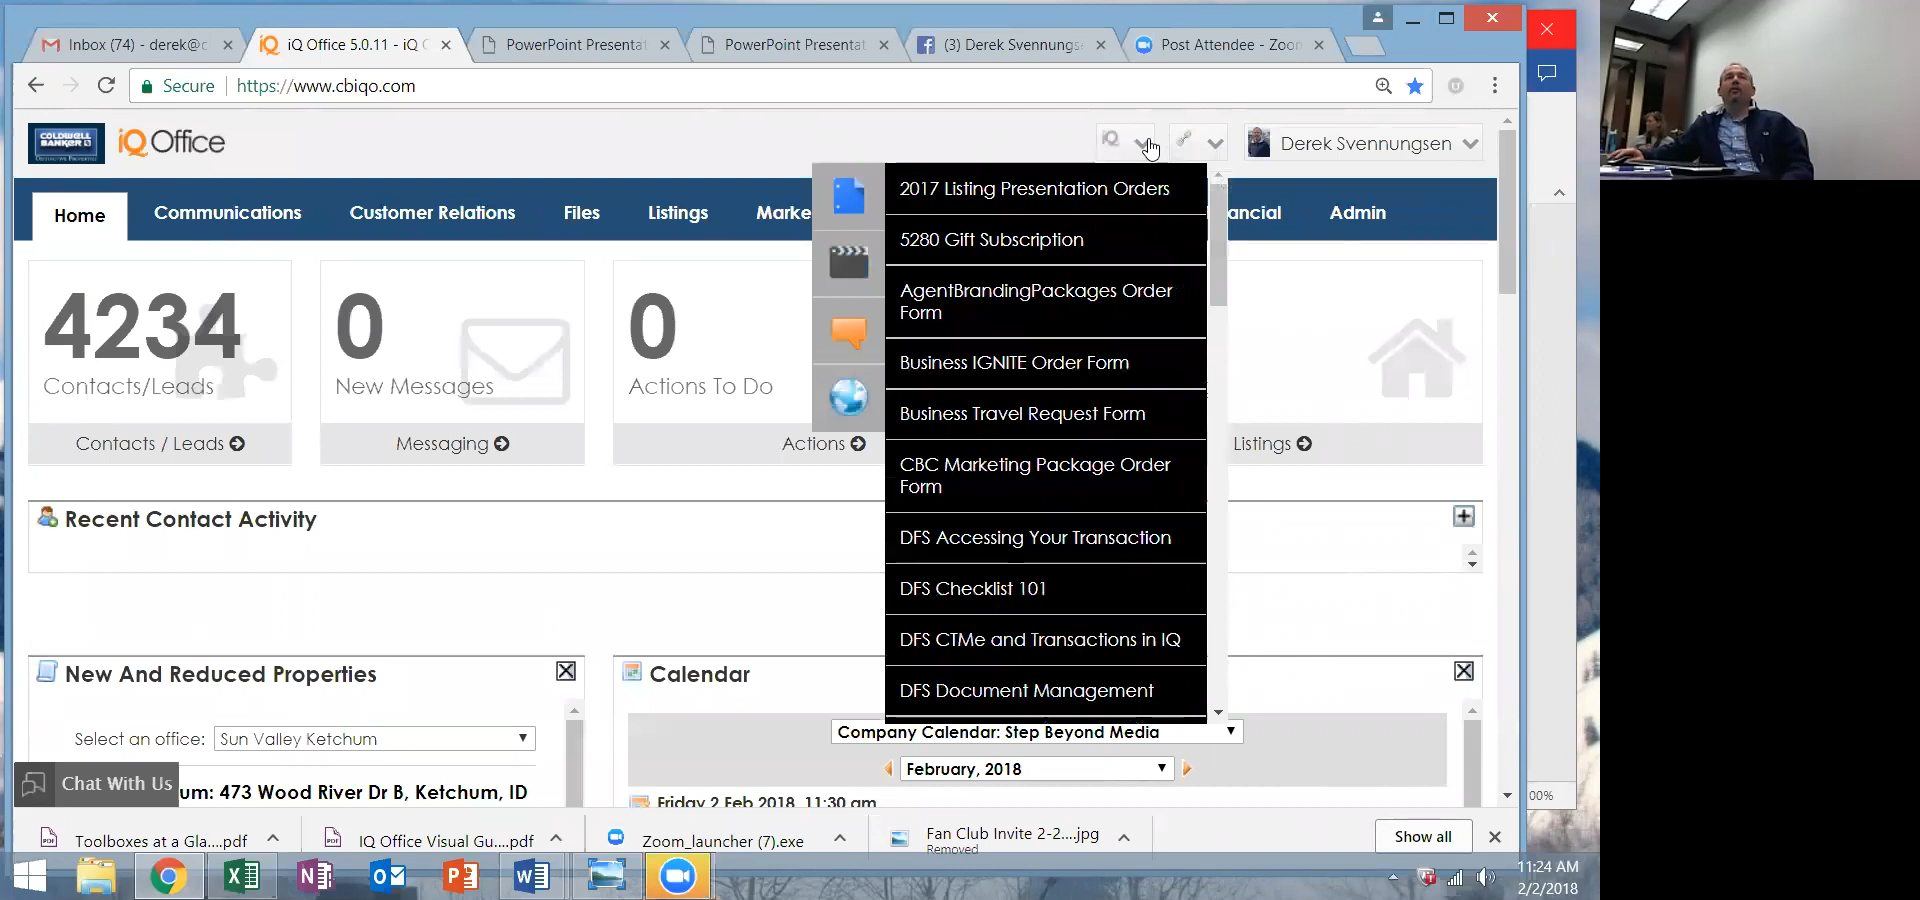 Inbox (74) - derek@c
iQ Office 5.0.11 - iQ C
PowerPoint Presentat
PowerPoint Presentat
(3) Derek Svennungse
Post Attendee - Zoo
Secure
https://www.cbiqo.com
COLDWELL
BANKER
iQ Office
iQ
Derek Svennungsen
Home
Communications
Customer Relations
Files
Listings
Marke
ancial
Admin
2017 Listing Presentation Orders
5280 Gift Subscription
AgentBrandingPackages Order
Form
Business IGNITE Order Form
Business Travel Request Form
CBC Marketing Package Order
Form
DFS Accessing Your Transaction
DFS Checklist 101
DFS CTMe and Transactions in IQ
DFS Document Management
4234
Contacts/Leads
Contacts / Leads
0
New Messages
Messaging
0
Actions To Do
Actions
Listings
Recent Contact Activity
New And Reduced Properties
Select an office: Sun Valley Ketchum
um: 473 Wood River Dr B, Ketchum, ID
Chat With Us
Calendar
Company Calendar: Step Beyond Media
February, 2018
Friday 2 Feb 2018, 11:30 am
00%
Toolboxes at a Gla....pdf
IQ Office Visual Gu....pdf
Zoom_launcher (7).exe
Fan Club Invite 2-2....jpg
Removed
Show all
11:24 AM
2/2/2018